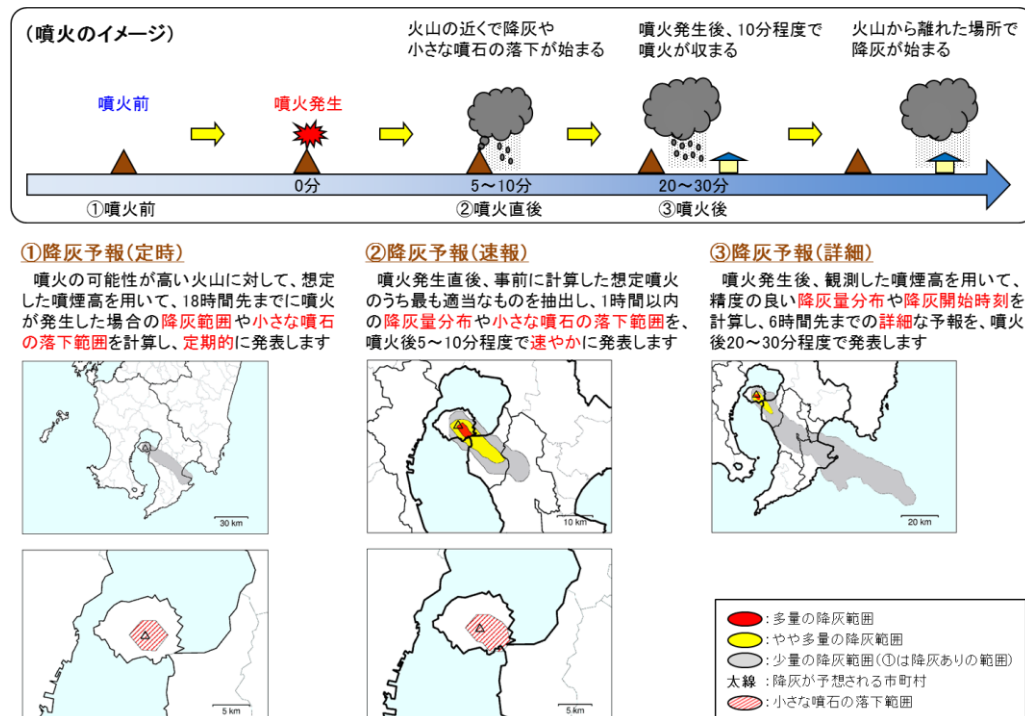 (噴火のイメージ)
火山の近くで降灰や
小さな噴石の落下が始まる
噴火発生後、10分程度で
噴火が収まる
火山から離れた場所で
降灰が始まる
噴火前
噴火発生
0分
5～10分
20～30分
①噴火前
②噴火直後
③噴火後
①降灰予報(定時)
噴火の可能性が高い火山に対して、想定
した噴煙高を用いて、18時間先までに噴火
が発生した場合の降灰範囲や小さな噴石
の落下範囲を計算し、定期的に発表します
30 km
5 km
②降灰予報(速報)
噴火発生直後、事前に計算した想定噴火
のうち最も適当なものを抽出し、1時間以内
の降灰量分布や小さな噴石の落下範囲を、
噴火後5～10分程度で速やかに発表します
10 km
5 km
③降灰予報(詳細)
噴火発生後、観測した噴煙高を用いて、
精度の良い降灰量分布や降灰開始時刻を
計算し、6時間先までの詳細な予報を、噴火
後20～30分程度で発表します
20 km
:多量の降灰範囲
:やや多量の降灰範囲
:少量の降灰範囲(①は降灰ありの範囲)
太線:降灰が予想される市町村
:小さな噴石の落下範囲